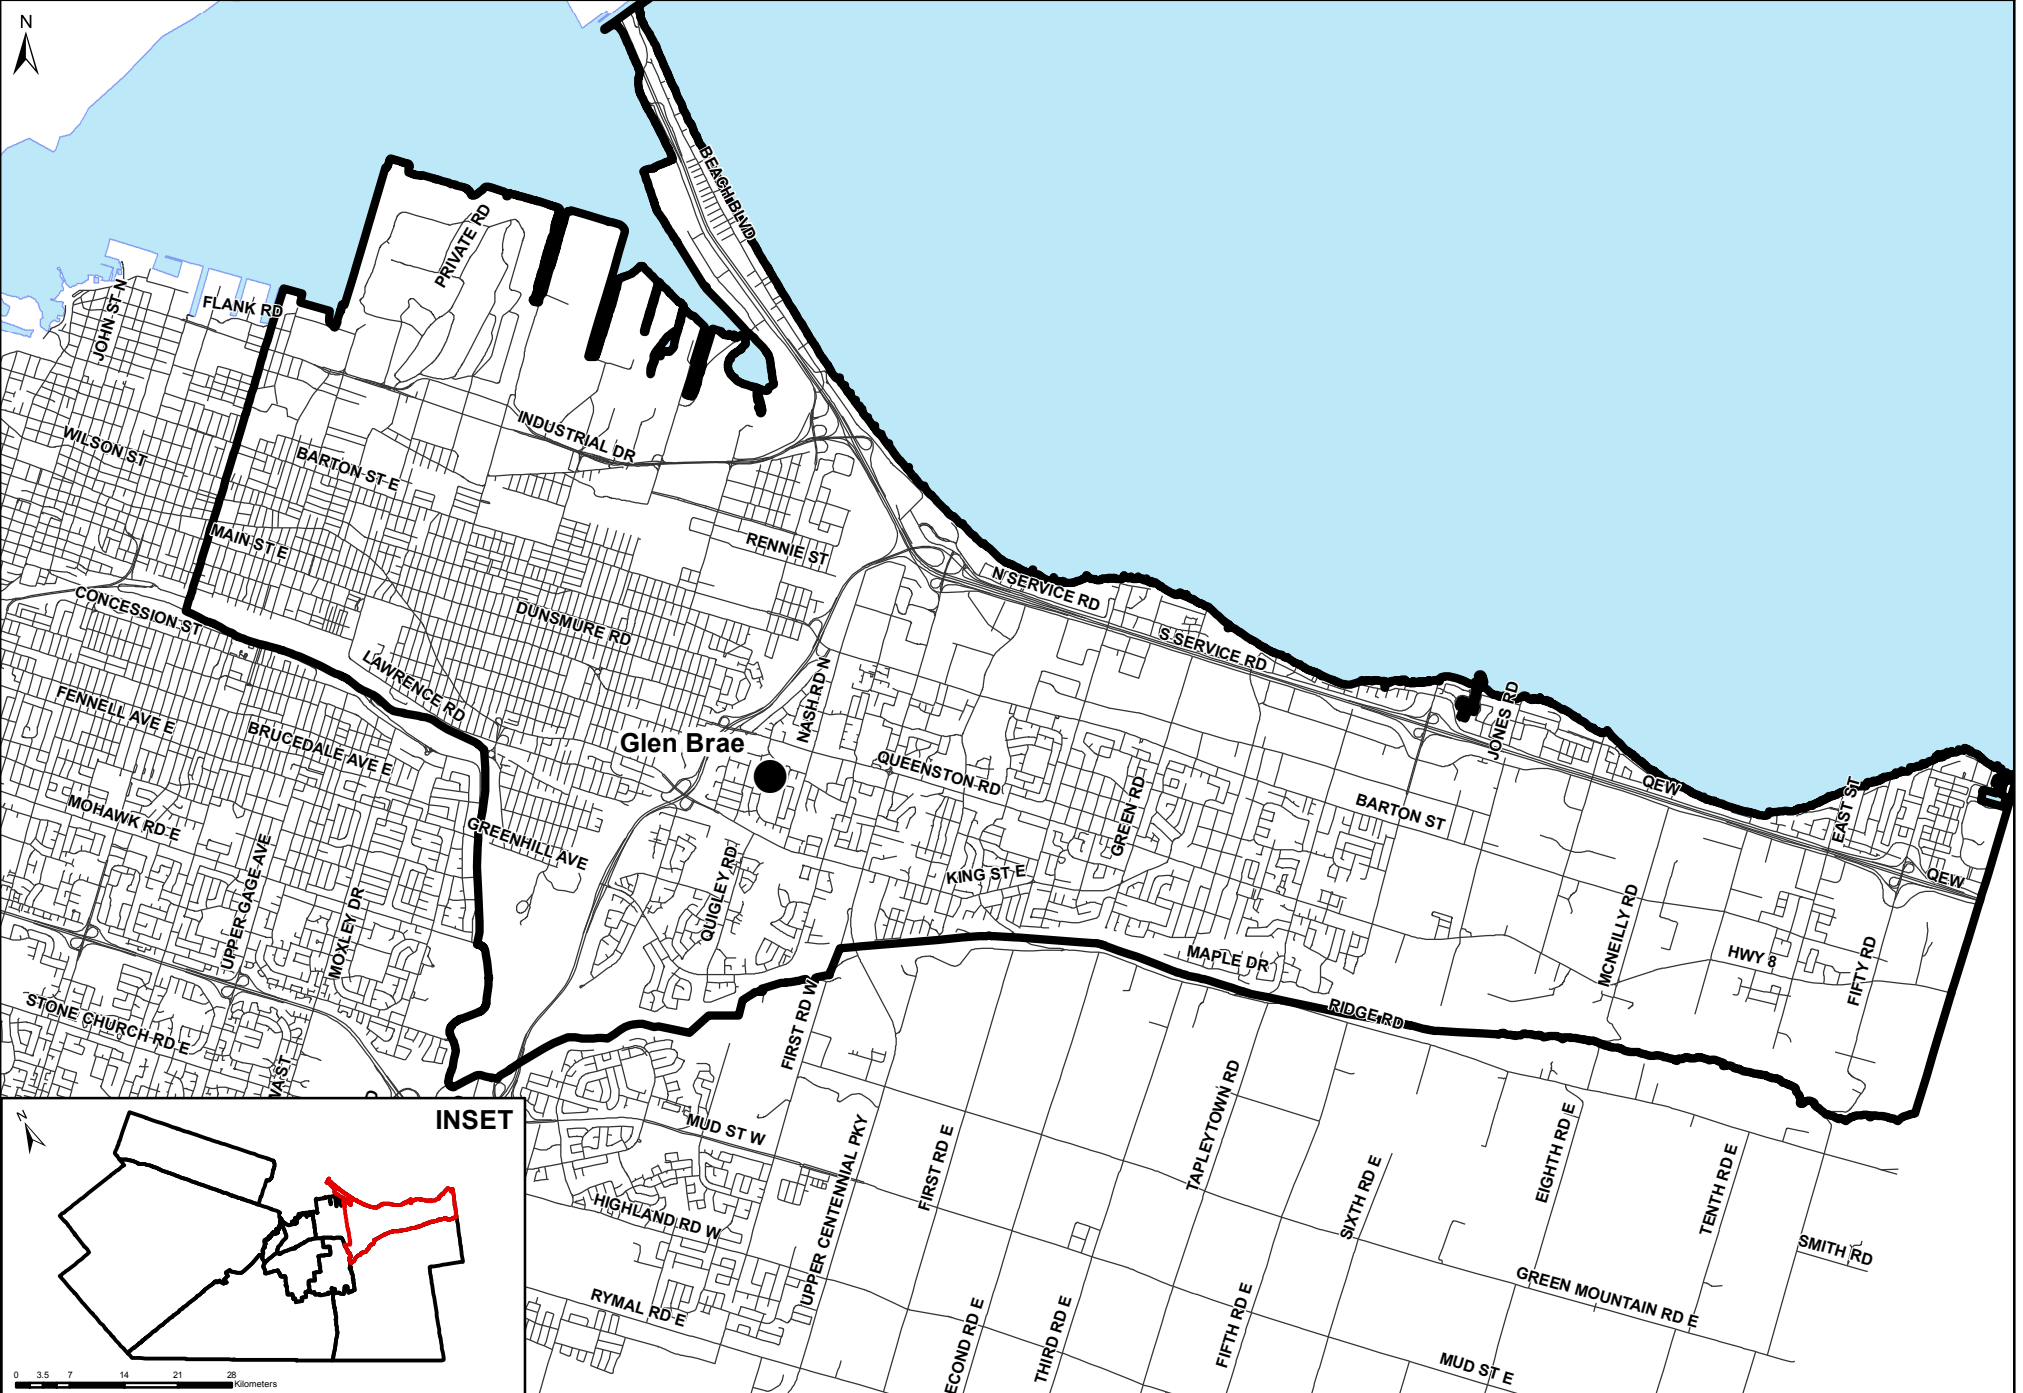 N
BEACH BLVD
PRIVATE RD
FLANK RD
JOHN ST N
INDUSTRIAL DR
WILSON ST
BARTON ST E
MAIN ST E
RENNIE ST
N SERVICE RD
CONCESSION ST
DUNSMURE RD
S SERVICE RD
LAWRENCE RD
NASH RD N
FENNELL AVE E
BRUCEDALE AVE E
Glen Brae
QUEENSTON RD
JONES RD
QEW
MOHAWK RD E
GREENHILL AVE
GREEN RD
BARTON ST
EAST ST
UPPER GAGE AVE
MOXLEY DR
QUIGLEY RD
KING ST E
QEW
MCNEILLY RD
MAPLE DR
HWY 8
FIFTY RD
STONE CHURCH RD E
FIRST RD W
RIDGE RD
INSET
N
MUD ST W
UPPER CENTENNIAL PKY
FIRST RD E
TAPLEYTOWN RD
SIXTH RD E
EIGHTH RD E
TENTH RD E
HIGHLAND RD W
SMITH RD
RYMAL RD E
ECOND RD E
THIRD RD E
FIFTH RD E
GREEN MOUNTAIN RD E
MUD ST E
0 3.5 7 14 21 28
Kilometers